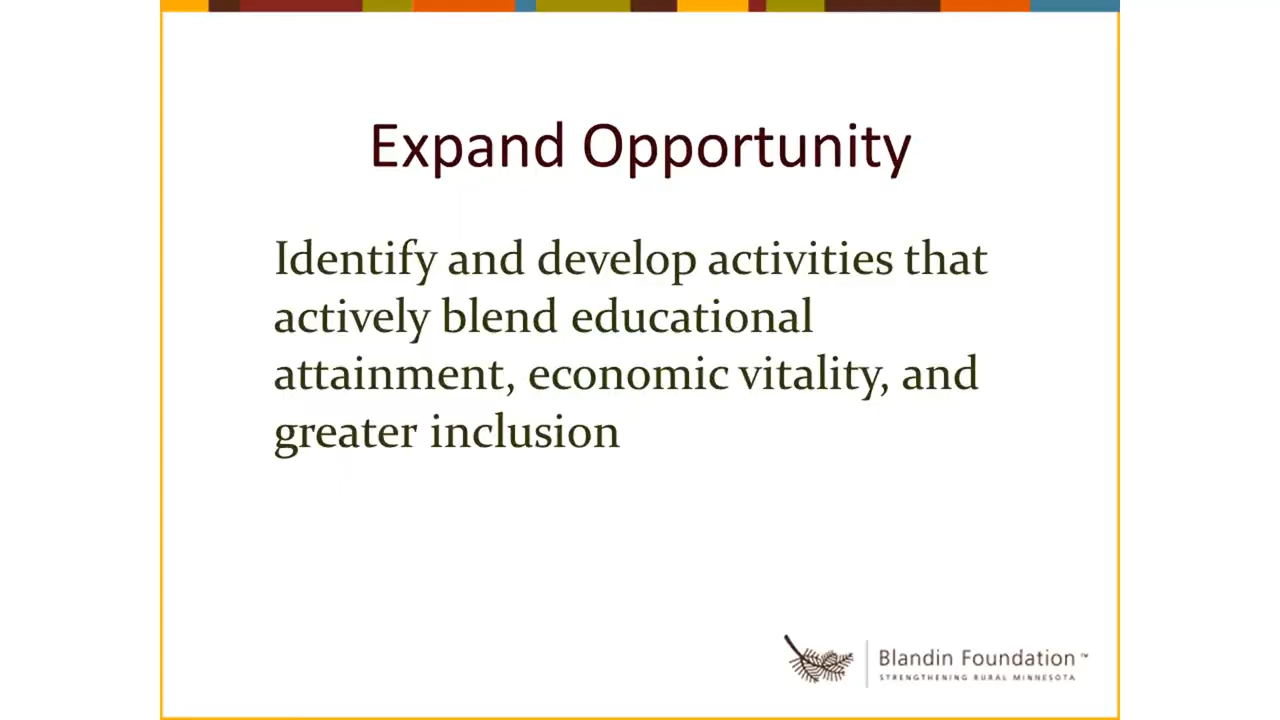 Expand Opportunity
Identify and develop activities that
actively blend educational
attainment, economic vitality, and
greater inclusion
Blandin Foundation™
STRENGTHENING RURAL MINNESOTA